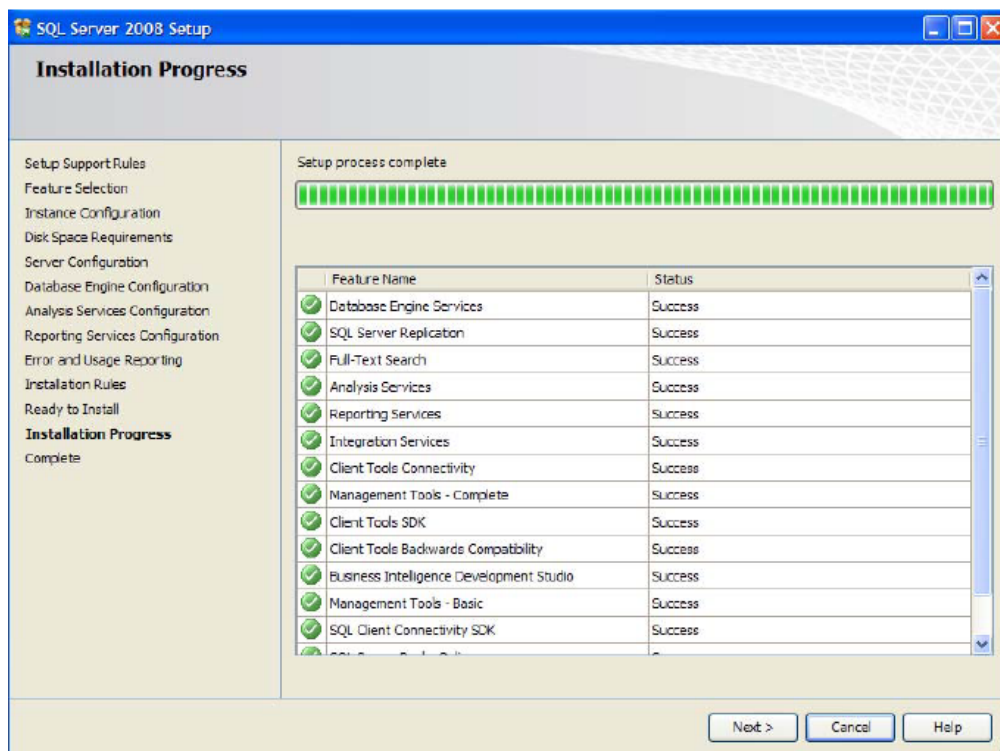 SQL Server 2008 Setup
Installation Progress
Setup Support Rules
Feature Selection
Instance Configuration
Disk Space Requirements
Server Configuration
Database Engine Configuration
Analysis Services Configuration
Reporting Services Configuration
Error and Usage Reporting
Installation Rules
Ready to Install
Installation Progress
Complete
Setup process complete
Feature Name Status
Database Engine Services Success
SQL Server Replication Success
Full-Text Search Success
Analysis Services Success
Reporting Services Success
Integration Services Success
Client Tools Connectivity Success
Management Tools - Complete Success
Client Tools SDK Success
Client Tools Backwards Compatibility Success
Business Intelligence Development Studio Success
Management Tools - Basic Success
SQL Client Connectivity SDK Success
Next > Cancel Help